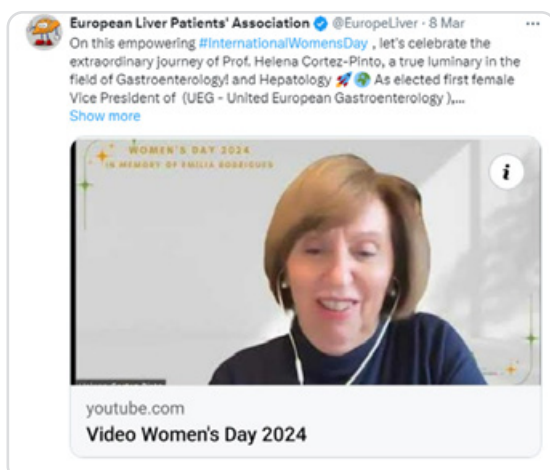 European Liver Patients' Association @EuropeLiver · 8 Mar
On this empowering #InternationalWomensDay , let's celebrate the
extraordinary journey of Prof. Helena Cortez-Pinto, a true luminary in the
field of Gastroenterology! and Hepatology 🚀🌍 As elected first female
Vice President of (UEG - United European Gastroenterology ),...
Show more
WOMEN'S DAY 2024
IN MEMORY OF EMILIA RODRIGUES
i
youtube.com
Video Women's Day 2024